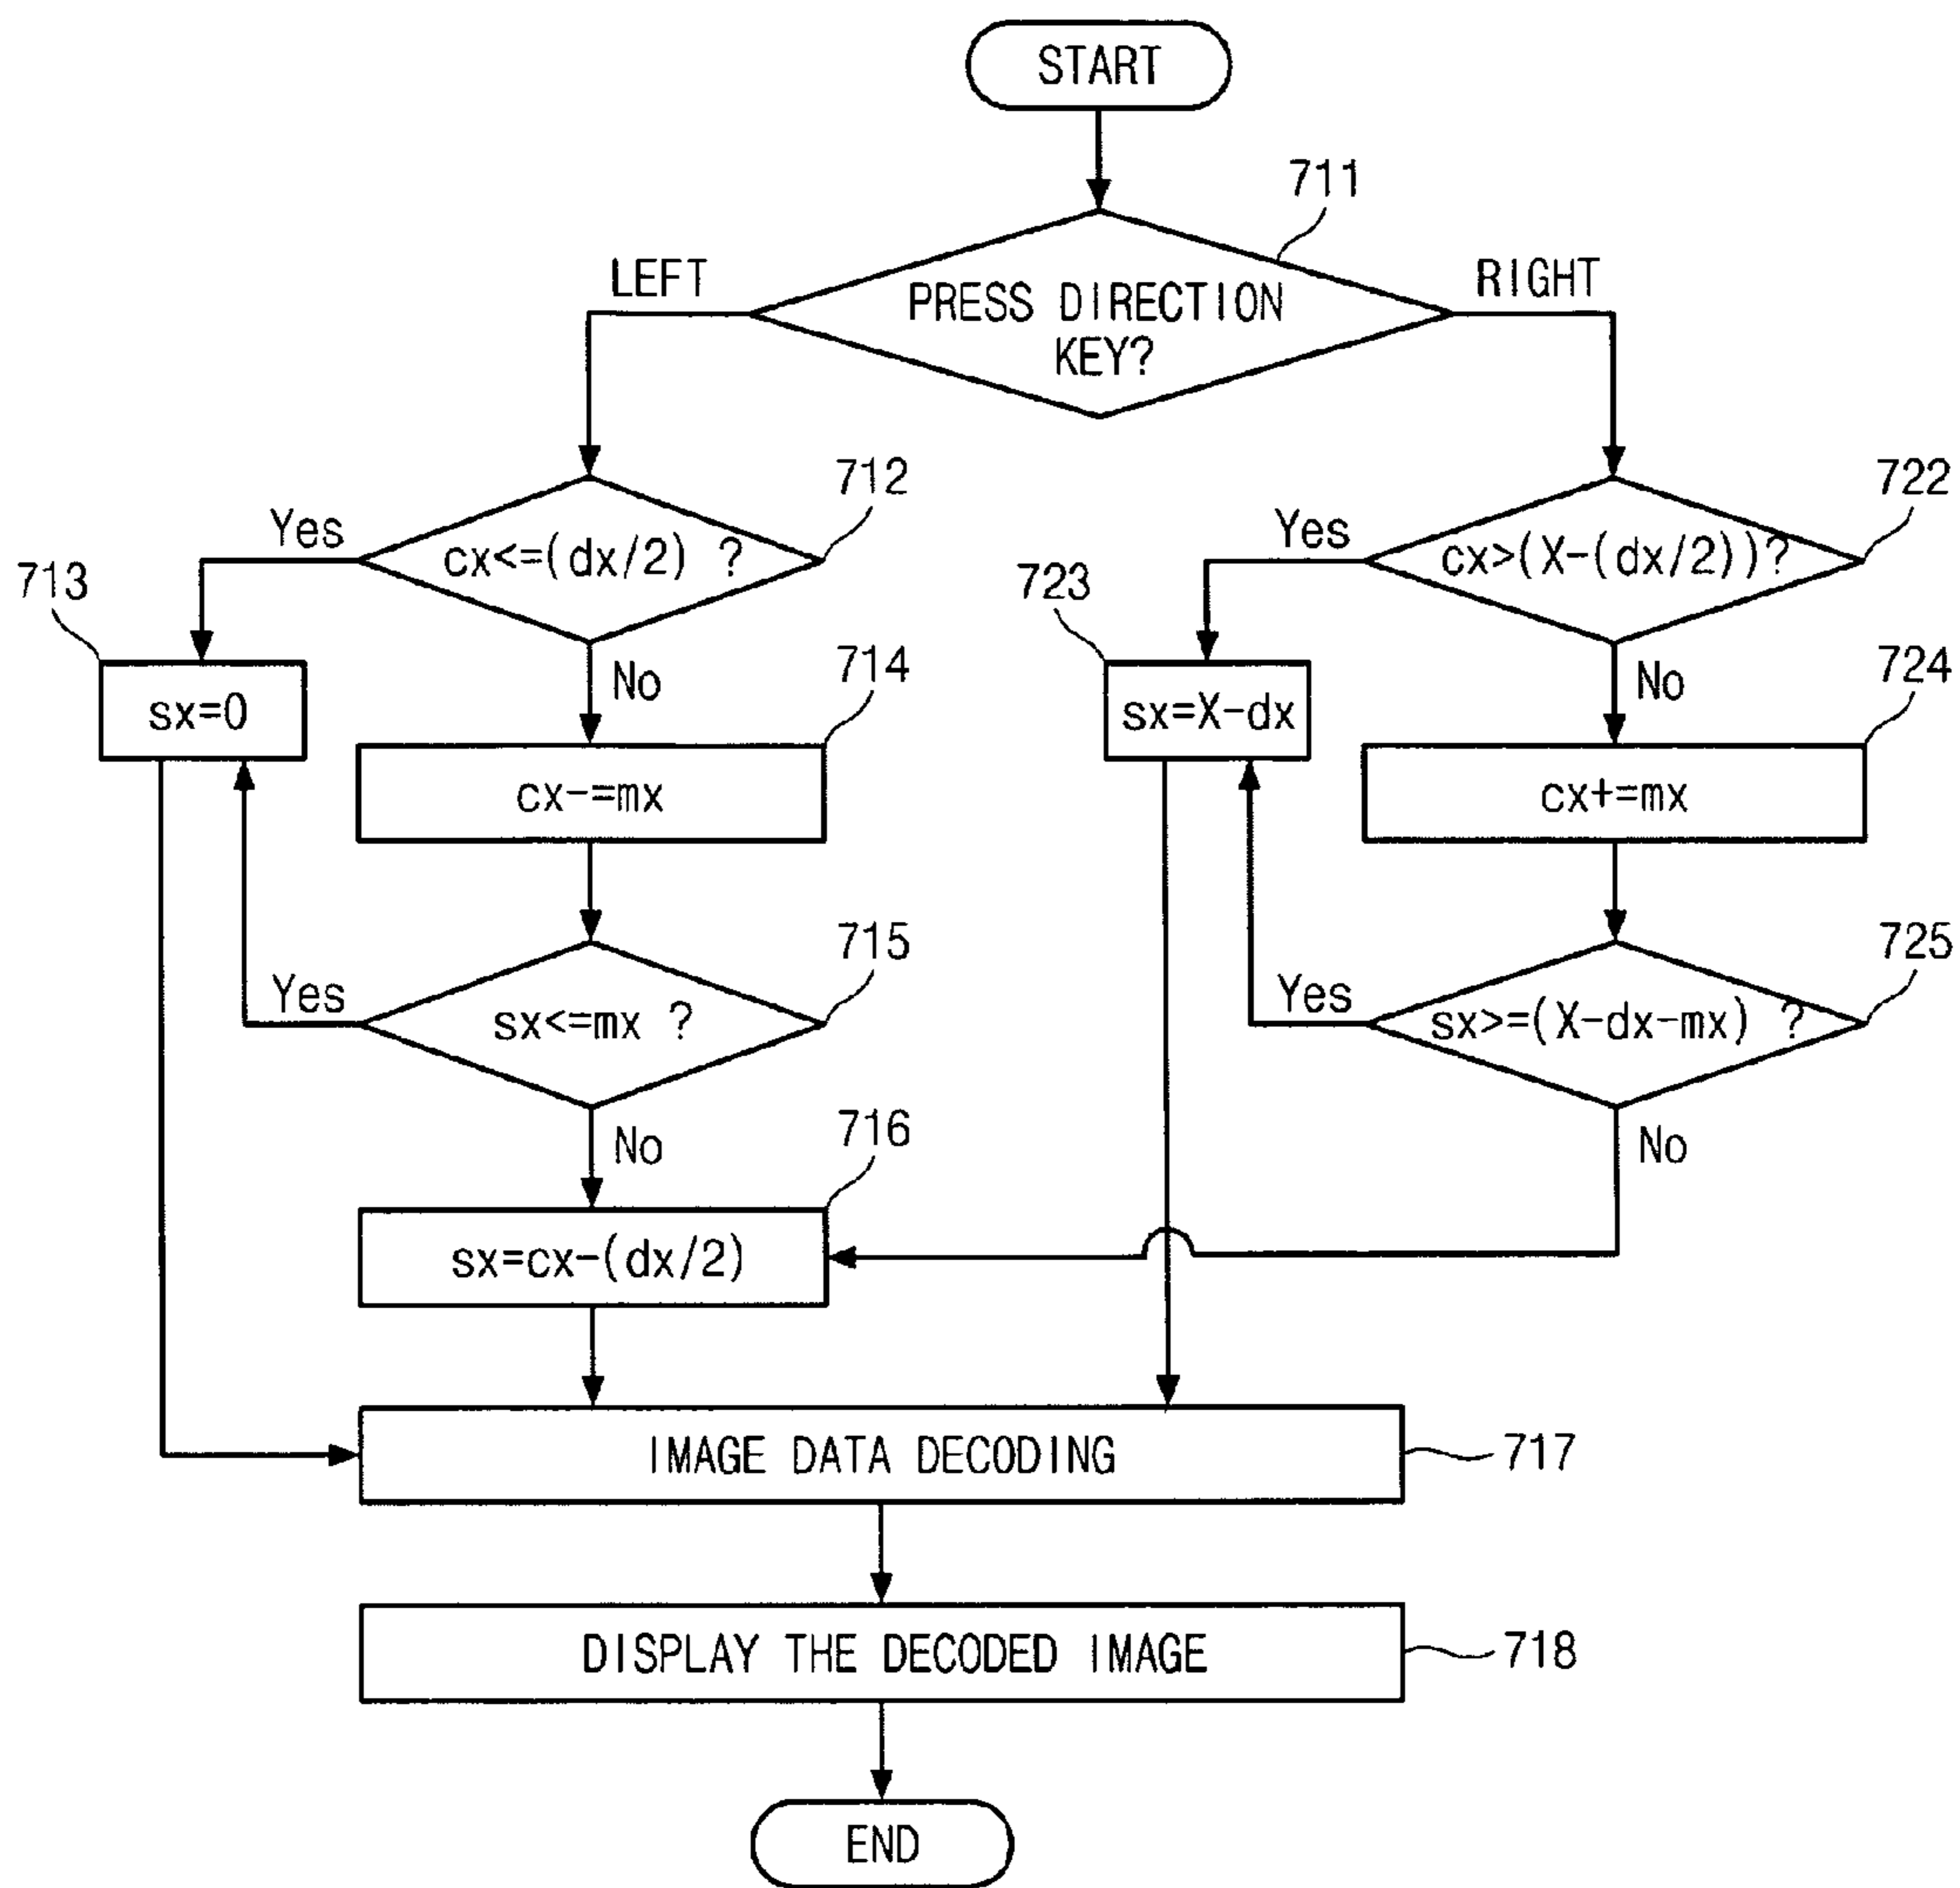 START
711
LEFT
RIGHT
PRESS DIRECTION
KEY?
712
722
Yes
cx<=(dx/2) ?
Yes
cx>(X-(dx/2))?
713
723
No
714
No
724
sx=0
sx=X-dx
cx-=mx
cx+=mx
715
725
Yes
sx<=mx ?
Yes
sx>=(X-dx-mx) ?
716
No
No
sx=cx-(dx/2)
IMAGE DATA DECODING
717
DISPLAY THE DECODED IMAGE
718
END